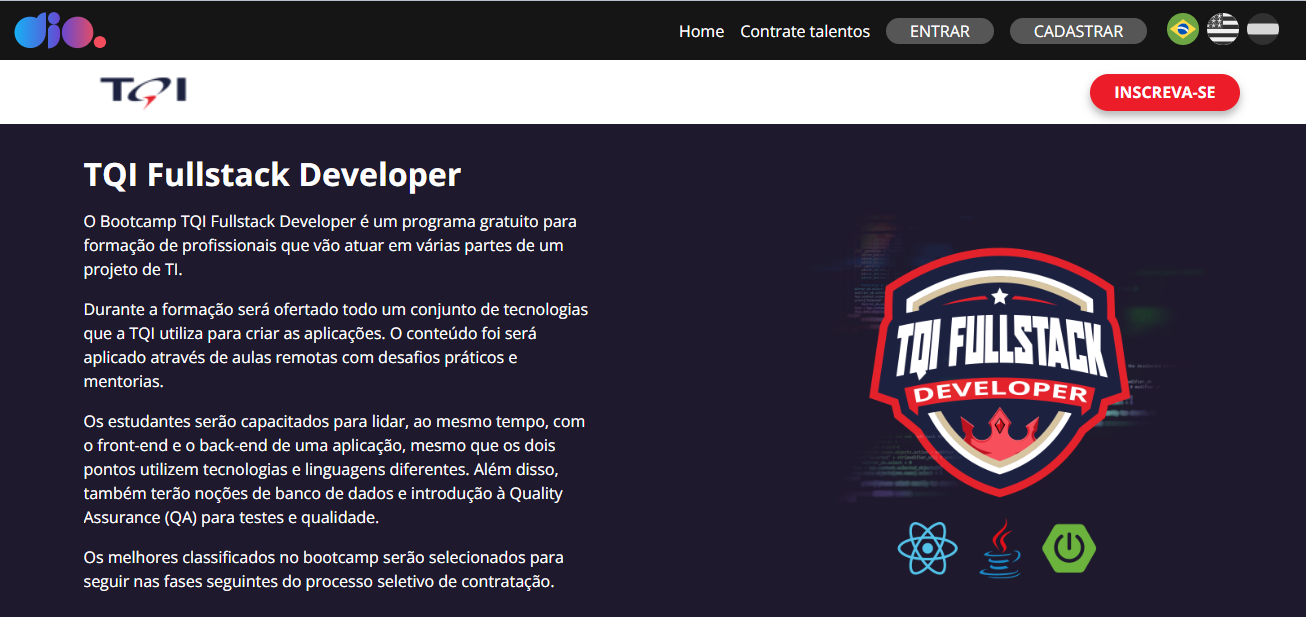 dio.
Home
Contrate talentos
ENTRAR
CADASTRAR
TQI
INSCREVA-SE
TQI Fullstack Developer
O Bootcamp TQI Fullstack Developer é um programa gratuito para
formação de profissionais que vão atuar em várias partes de um
projeto de TI.
Durante a formação será ofertado todo um conjunto de tecnologias
que a TQI utiliza para criar as aplicações. O conteúdo foi será
aplicado através de aulas remotas com desafios práticos e
mentorias.
Os estudantes serão capacitados para lidar, ao mesmo tempo, com
o front-end e o back-end de uma aplicação, mesmo que os dois
pontos utilizem tecnologias e linguagens diferentes. Além disso,
também terão noções de banco de dados e introdução à Quality
Assurance (QA) para testes e qualidade.
Os melhores classificados no bootcamp serão selecionados para
seguir nas fases seguintes do processo seletivo de contratação.
TQI FULLSTACK
DEVELOPER